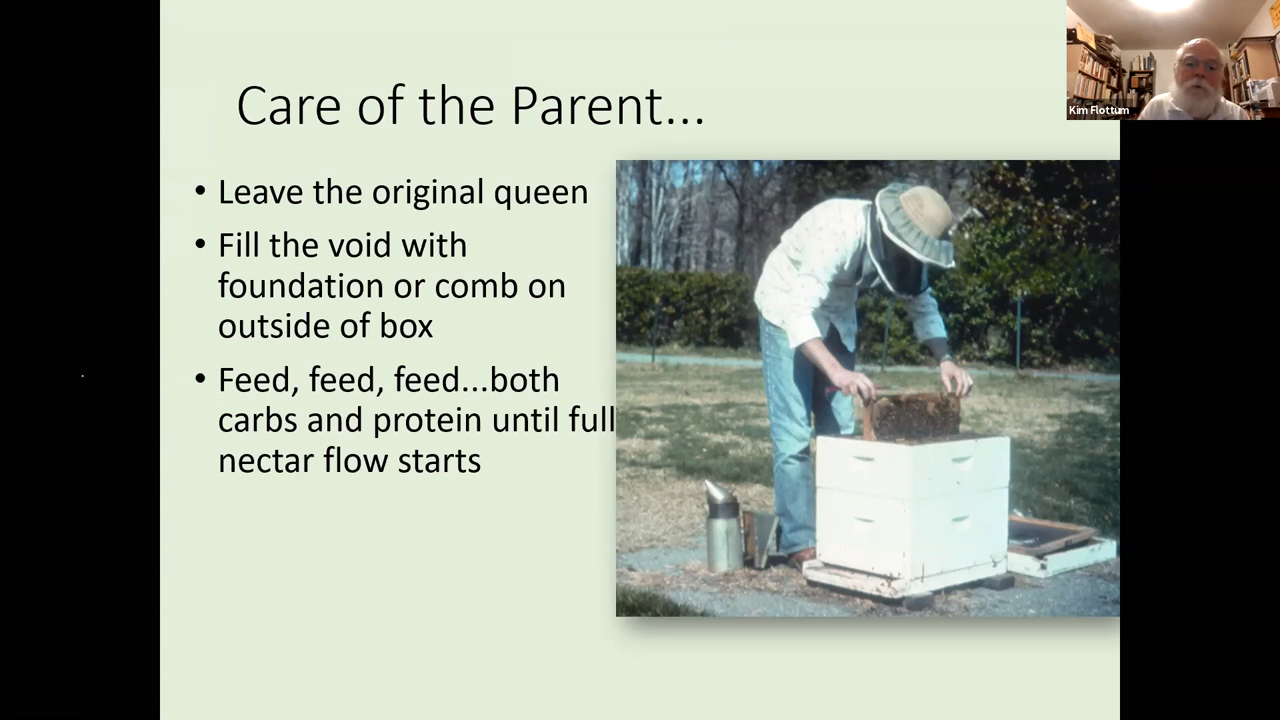 Care of the Parent...
Kim Flottum
• Leave the original queen
• Fill the void with
foundation or comb on
outside of box
• Feed, feed, feed...both
carbs and protein until full
nectar flow starts